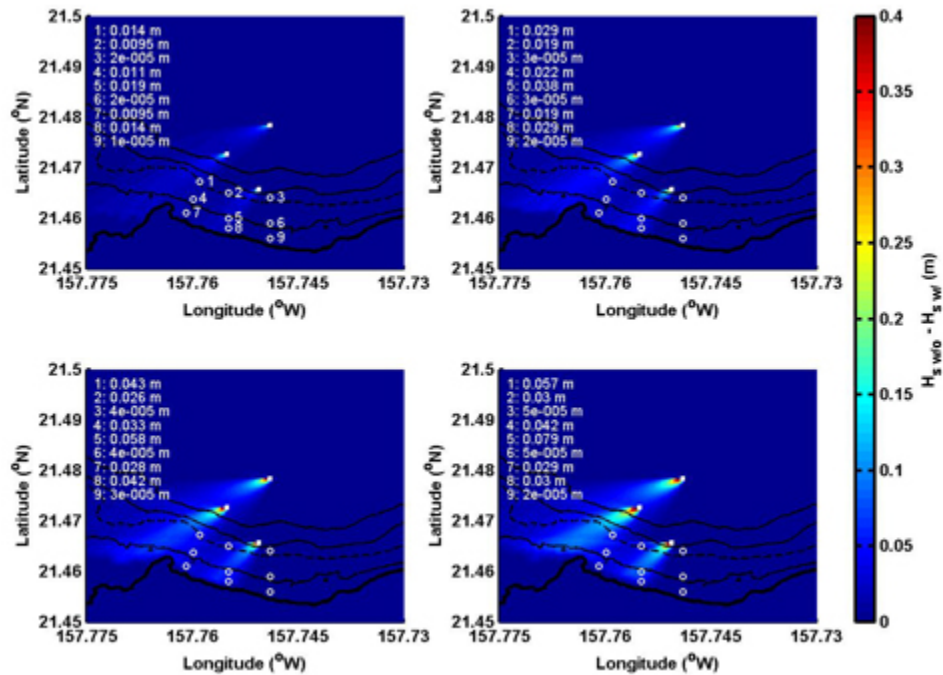 21.5
21.49
21.48
21.47
21.46
21.45
Latitude (°N)
1: 0.014 m
2: 0.0095 m
3: 2e-005 m
4: 0.011 m
5: 0.019 m
6: 2e-005 m
7: 0.0095 m
8: 0.014 m
9: 1e-005 m
1
2
3
4
5
6
7
8
9
157.775
157.76
157.745
157.73
Longitude (°W)
21.5
21.49
21.48
21.47
21.46
21.45
Latitude (°N)
1: 0.029 m
2: 0.019 m
3: 3e-005 m
4: 0.022 m
5: 0.038 m
6: 3e-005 m
7: 0.019 m
8: 0.029 m
9: 2e-005 m
157.775
157.76
157.745
157.73
Longitude (°W)
21.5
21.49
21.48
21.47
21.46
21.45
Latitude (°N)
1: 0.043 m
2: 0.026 m
3: 4e-005 m
4: 0.033 m
5: 0.058 m
6: 4e-005 m
7: 0.028 m
8: 0.042 m
9: 3e-005 m
157.775
157.76
157.745
157.73
Longitude (°W)
21.5
21.49
21.48
21.47
21.46
21.45
Latitude (°N)
1: 0.057 m
2: 0.03 m
3: 5e-005 m
4: 0.042 m
5: 0.079 m
6: 5e-005 m
7: 0.029 m
8: 0.03 m
9: 2e-005 m
157.775
157.76
157.745
157.73
Longitude (°W)
0.4
0.35
0.3
0.25
0.2
0.15
0.1
0.05
0
H s w/o - H s w/ (m)